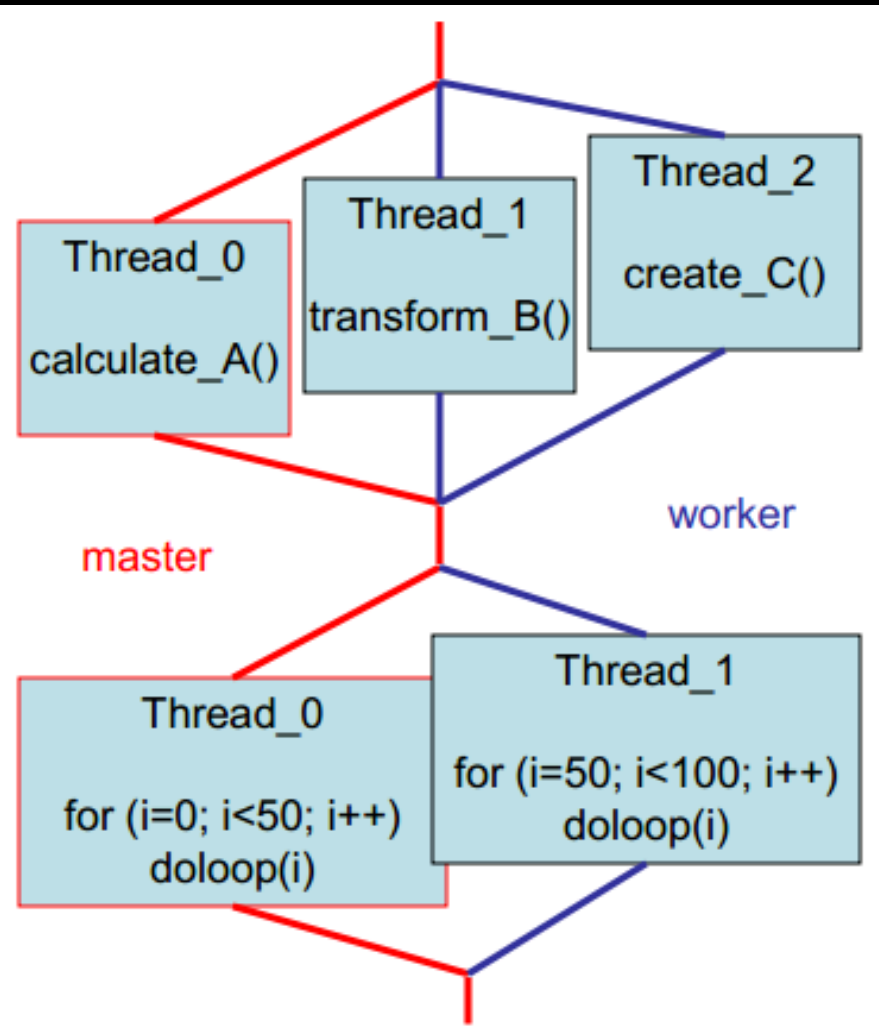 Thread_0
calculate_A()
Thread_1
transform_B()
Thread_2
create_C()
master
worker
Thread_0
for (i=0; i<50; i++)
doloop(i)
Thread_1
for (i=50; i<100; i++)
doloop(i)